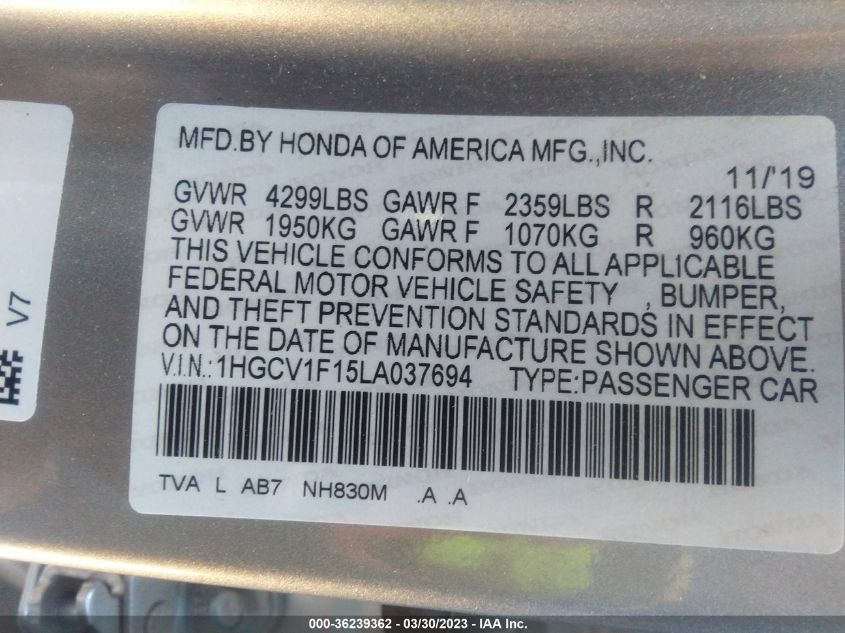 MFD.BY HONDA OF AMERICA MFG.,INC.
11/'19
GVWR 4299LBS GAWR F 2359LBS R 2116LBS
GVWR 1950KG GAWR F 1070KG R 960KG
THIS VEHICLE CONFORMS TO ALL APPLICABLE
FEDERAL MOTOR VEHICLE SAFETY , BUMPER,
AND THEFT PREVENTION STANDARDS IN EFFECT
ON THE DATE OF MANUFACTURE SHOWN ABOVE.
V.I.N.:1HGCV1F15LA037694 TYPE:PASSENGER CAR
TVA L AB7 NH830M .A .A
V7
000-36239362 - 03/30/2023 - IAA Inc.